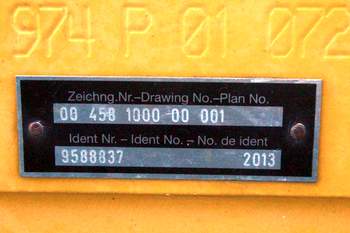 974 P 01 072
Zeichng.Nr.–Drawing No.–Plan No.
00 458 1000 00 001
Ident Nr. – Ident No. – No. de ident
9588837 2013